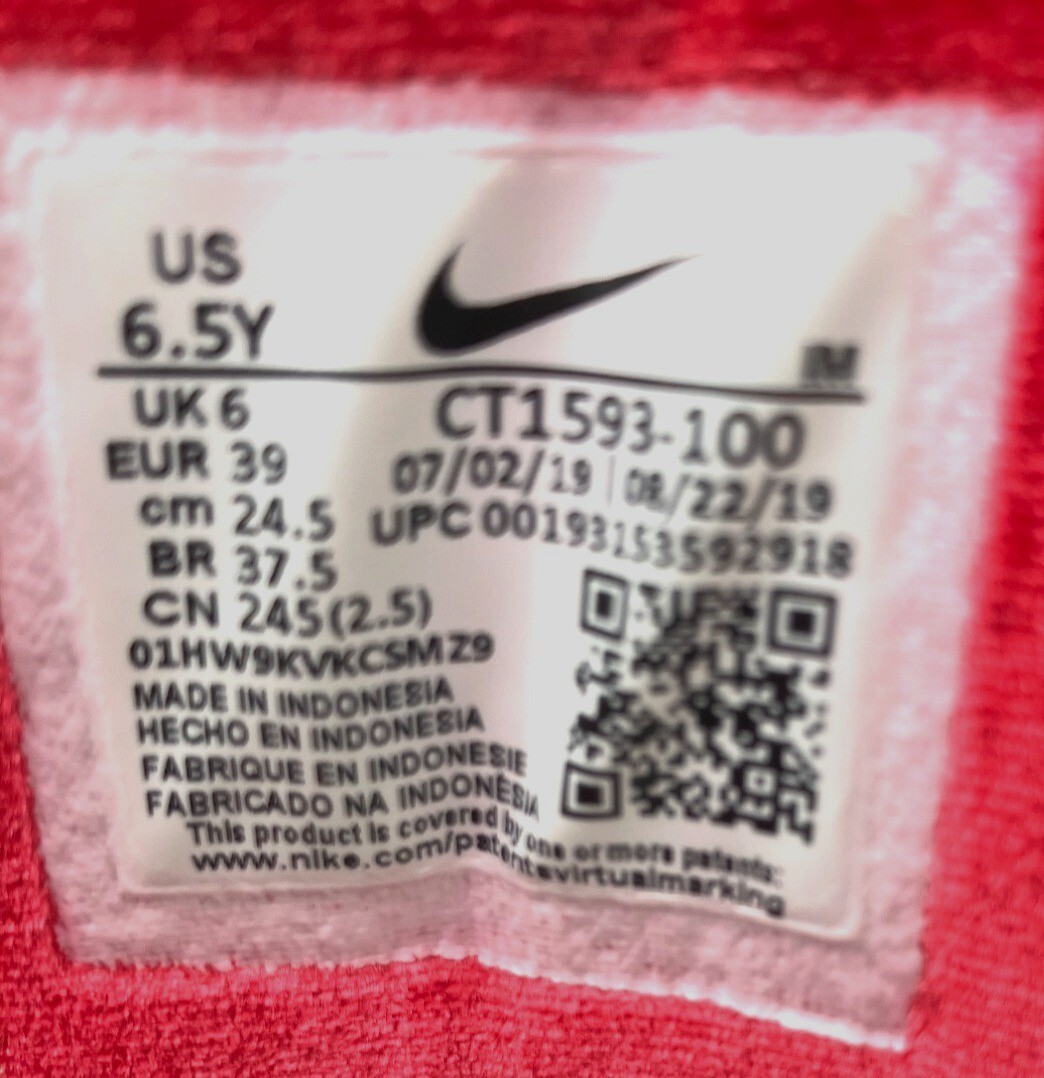 US
6.5Y
IM
UK 6
CT1593-100
EUR 39
07/02/19 | 08/22/19
cm 24.5
UPC 00193153592918
BR 37.5
CN 245(2.5)
01HW9KVKCSMZ9
MADE IN INDONESIA
HECHO EN INDONESIA
FABRIQUE EN INDONESIE
FABRICADO NA INDONÉSIA
This product is covered by one or more patents:
www.nike.com/patentsvirtualmarking